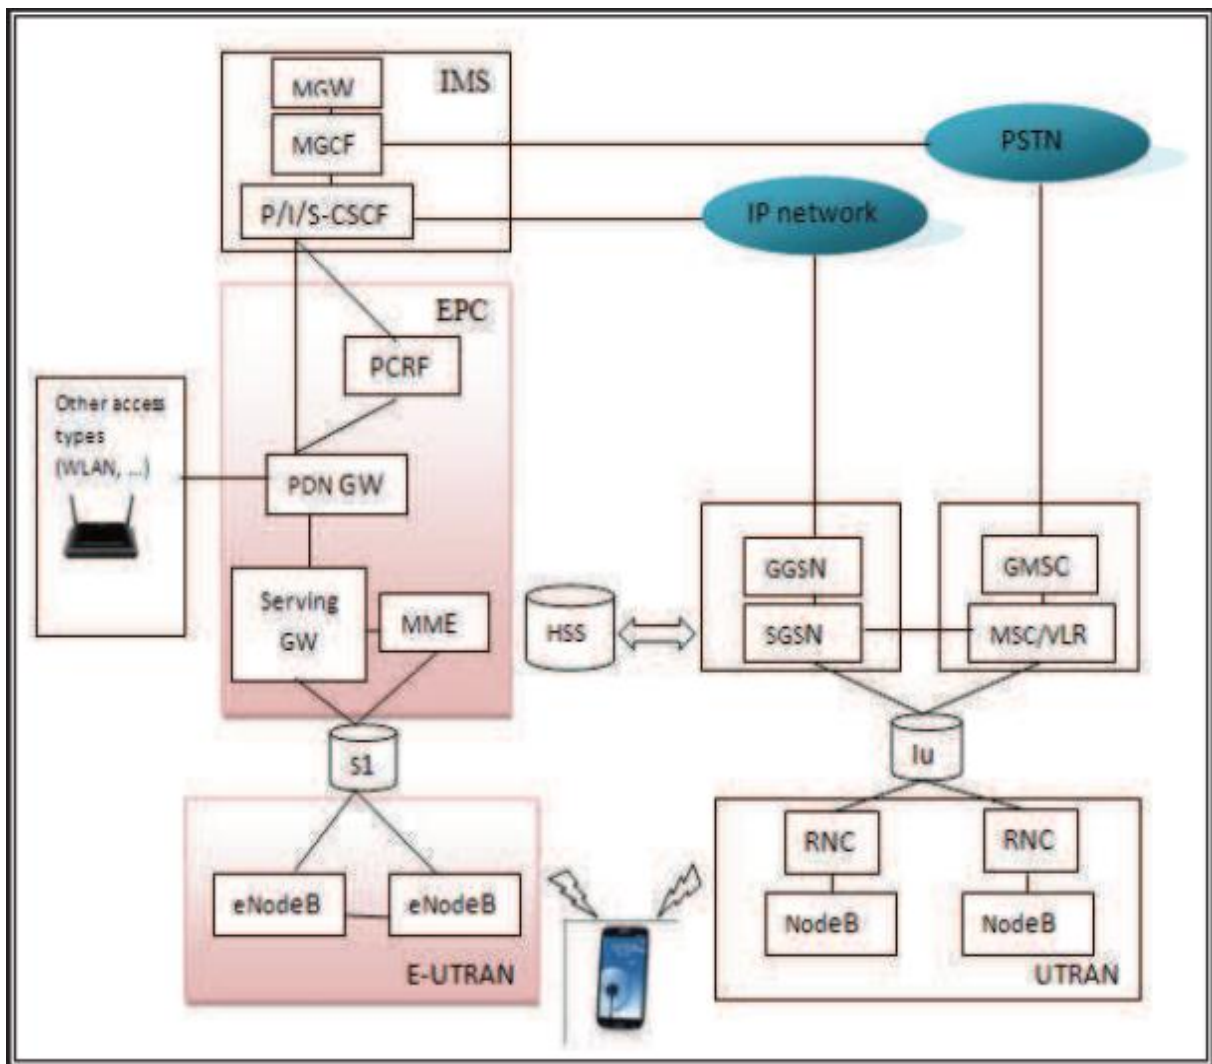 MGW
IMS
MGCF
PSTN
P/I/S-CSCF
IP network
EPC
PCRF
Other access
types
(WLAN, ...)
PDN GW
Serving
GW
MME
HSS
GGSN
GMSC
SGSN
MSC/VLR
S1
Iu
RNC
RNC
eNodeB
eNodeB
NodeB
NodeB
E-UTRAN
UTRAN